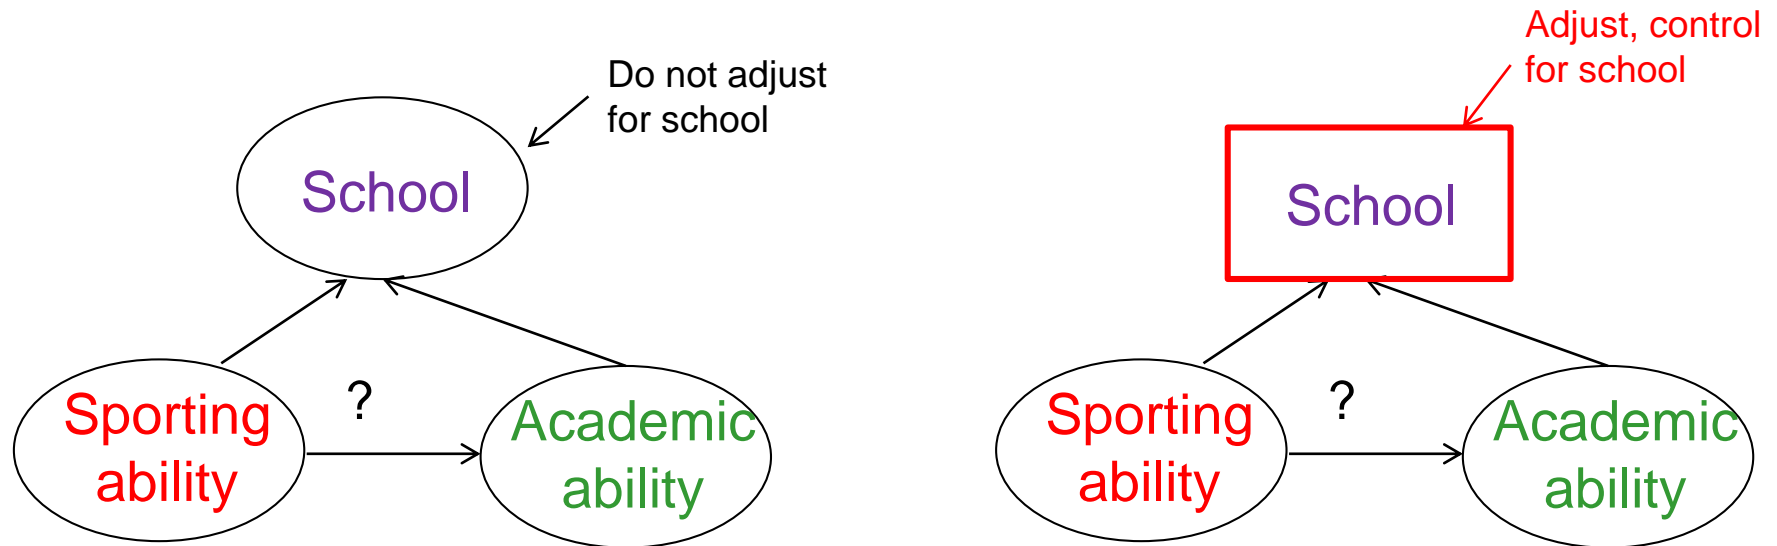 Do not adjust
for school
School
?
Sporting
ability
Academic
ability
Adjust, control
for school
School
?
Sporting
ability
Academic
ability